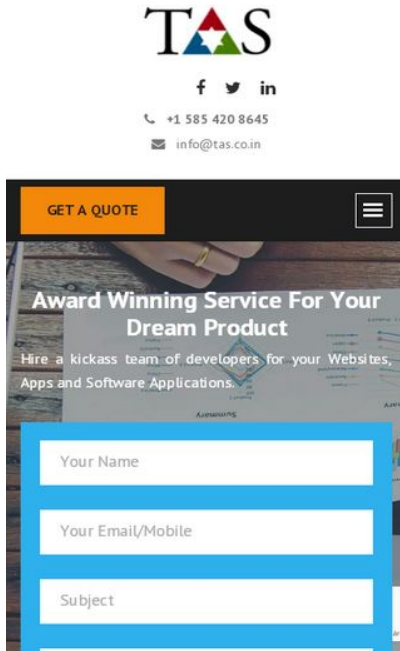 TAS
+1 585 420 8645
info@tas.co.in
GET A QUOTE
Award Winning Service For Your
Dream Product
Hire a kickass team of developers for your Websites,
Apps and Software Applications.
Summary
Your Name
Your Email/Mobile
Subject